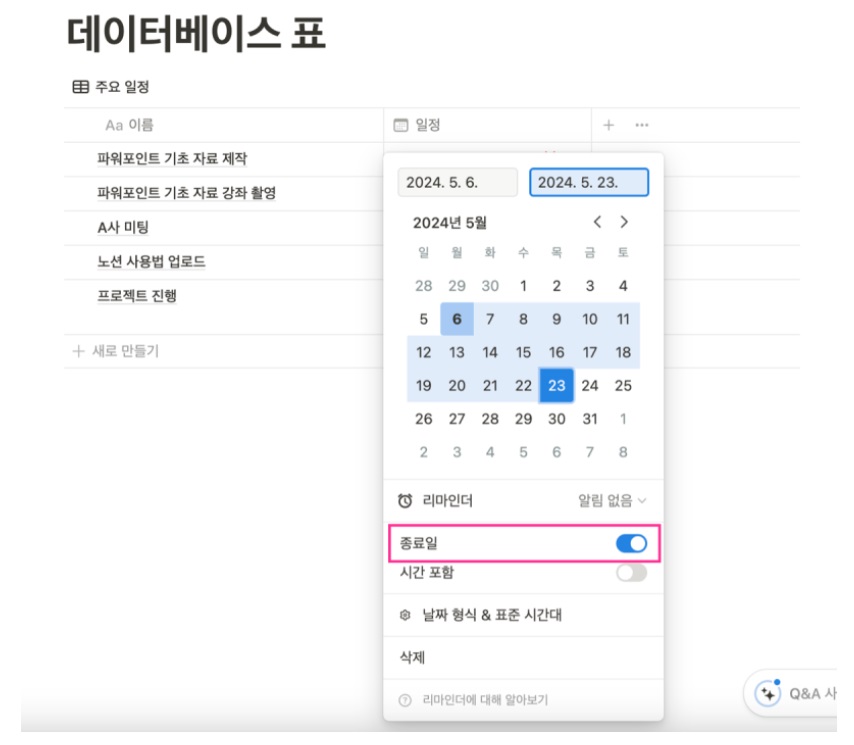 데이터베이스 표
주요 일정
Aa 이름
일정
파워포인트 기초 자료 제작
파워포인트 기초 자료 강좌 촬영
A사 미팅
노션 사용법 업로드
프로젝트 진행
새로 만들기
2024. 5. 6. 2024. 5. 23.
2024년 5월
일 월 화 수 목 금 토
28 29 30 1 2 3 4
5 6 7 8 9 10 11
12 13 14 15 16 17 18
19 20 21 22 23 24 25
26 27 28 29 30 31 1
2 3 4 5 6 7 8
리마인더 알림 없음
종료일
시간 포함
날짜 형식 & 표준 시간대
삭제
리마인더에 대해 알아보기
Q&A 사